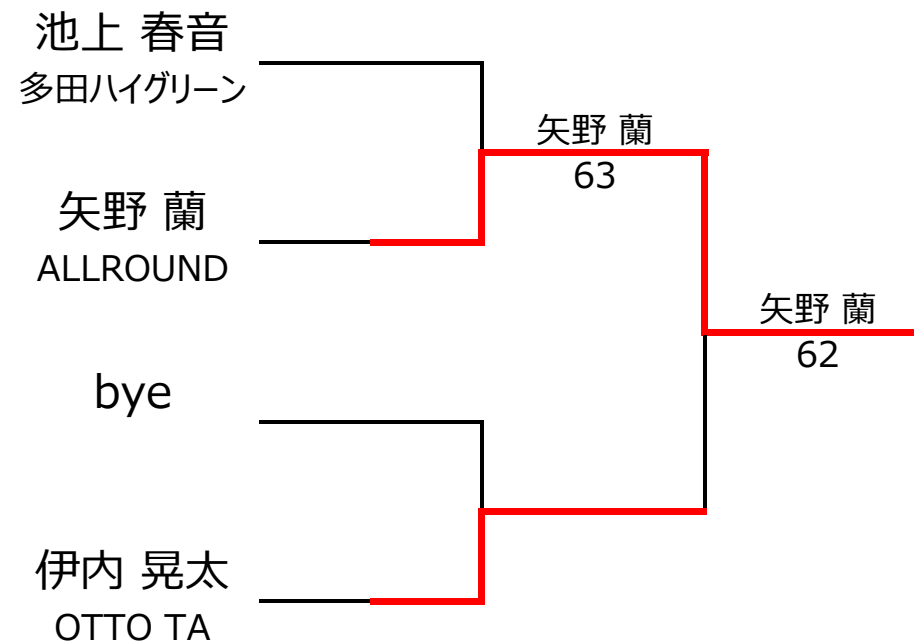 池上 春音
多田ハイグリーン
矢野 蘭
63
矢野 蘭
ALLROUND
矢野 蘭
62
bye
伊内 晃太
OTTO TA